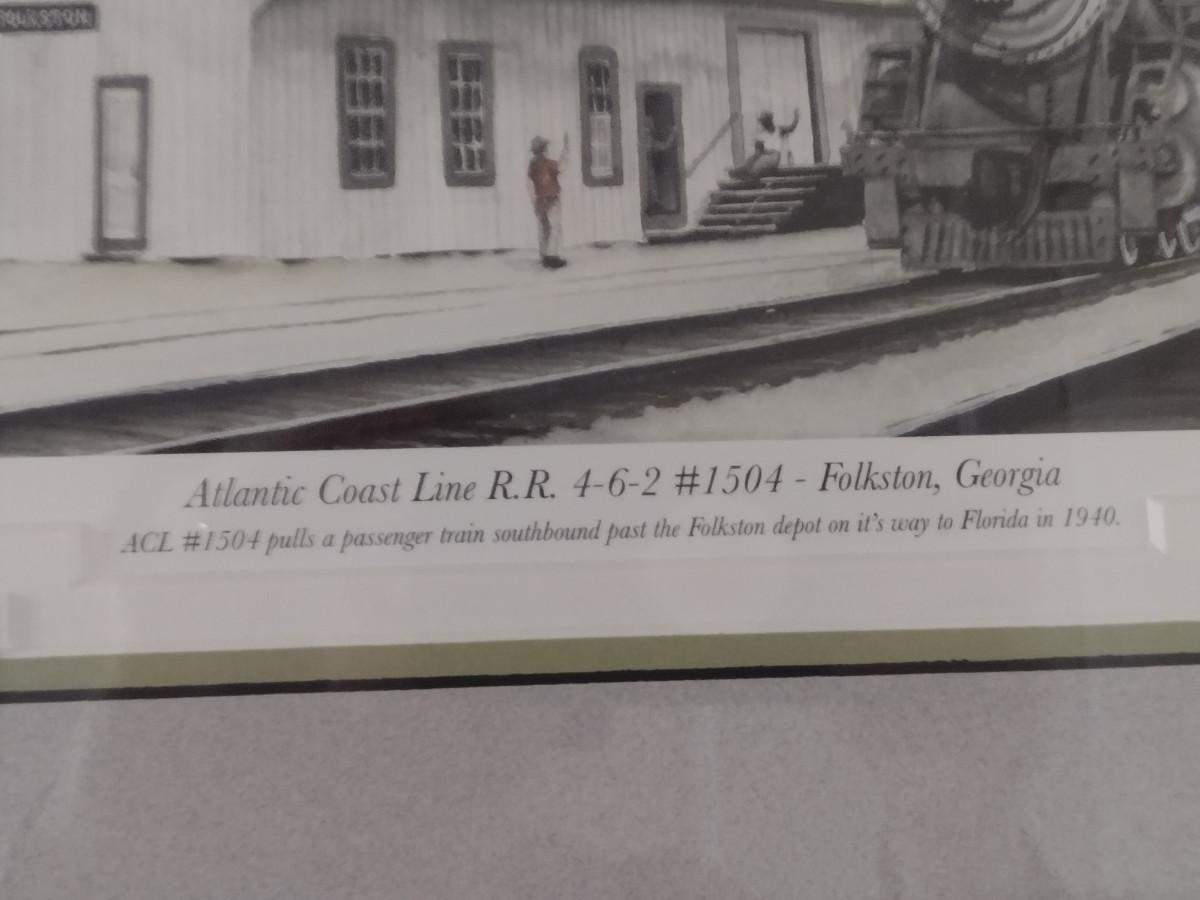 FOLKSTON
Atlantic Coast Line R.R. 4-6-2 #1504 - Folkston, Georgia
ACL #1504 pulls a passenger train southbound past the Folkston depot on it's way to Florida in 1940.